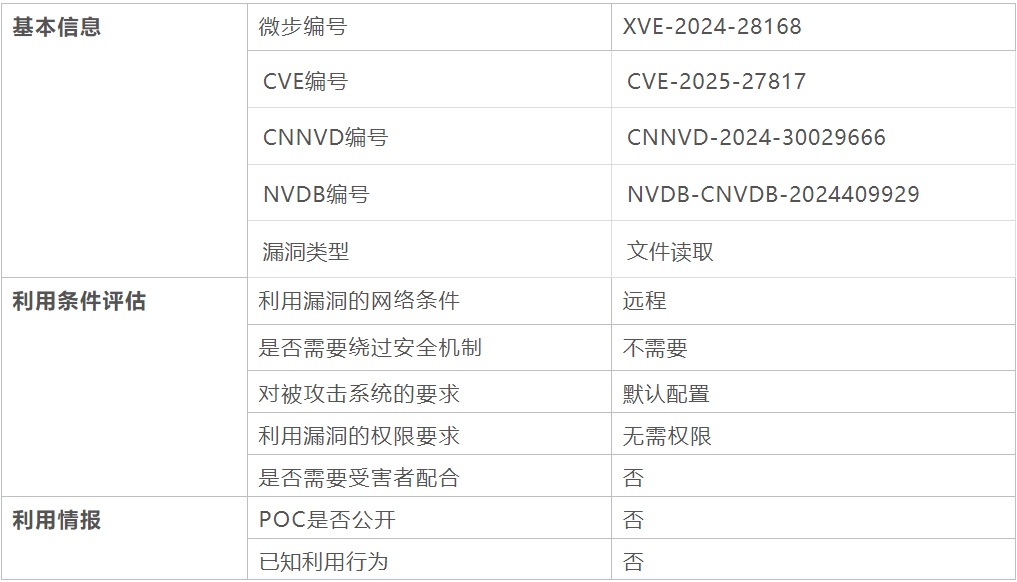 基本信息
微步编号
XVE-2024-28168
CVE编号
CVE-2025-27817
CNNVD编号
CNNVD-2024-30029666
NVDB编号
NVDB-CNVDB-2024409929
漏洞类型
文件读取
利用条件评估
利用漏洞的网络条件
远程
是否需要绕过安全机制
不需要
对被攻击系统的要求
默认配置
利用漏洞的权限要求
无需权限
是否需要受害者配合
否
利用情报
POC是否公开
否
已知利用行为
否